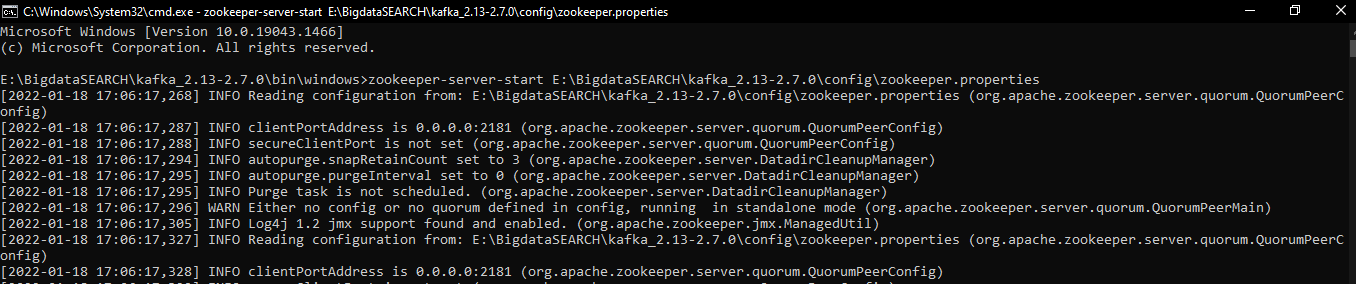 C:\Windows\System32\cmd.exe - zookeeper-server-start E:\BigdataSEARCH\kafka_2.13-2.7.0\config\zookeeper.properties
Microsoft Windows [Version 10.0.19043.1466]
(c) Microsoft Corporation. All rights reserved.
E:\BigdataSEARCH\kafka_2.13-2.7.0\bin\windows>zookeeper-server-start E:\BigdataSEARCH\kafka_2.13-2.7.0\config\zookeeper.properties
[2022-01-18 17:06:17,268] INFO Reading configuration from: E:\BigdataSEARCH\kafka_2.13-2.7.0\config\zookeeper.properties (org.apache.zookeeper.server.quorum.QuorumPeerC
onfig)
[2022-01-18 17:06:17,287] INFO clientPortAddress is 0.0.0.0:2181 (org.apache.zookeeper.server.quorum.QuorumPeerConfig)
[2022-01-18 17:06:17,288] INFO secureClientPort is not set (org.apache.zookeeper.server.quorum.QuorumPeerConfig)
[2022-01-18 17:06:17,294] INFO autopurge.snapRetainCount set to 3 (org.apache.zookeeper.server.DatadirCleanupManager)
[2022-01-18 17:06:17,295] INFO autopurge.purgeInterval set to 0 (org.apache.zookeeper.server.DatadirCleanupManager)
[2022-01-18 17:06:17,295] INFO Purge task is not scheduled. (org.apache.zookeeper.server.DatadirCleanupManager)
[2022-01-18 17:06:17,296] WARN Either no config or no quorum defined in config, running  in standalone mode (org.apache.zookeeper.server.quorum.QuorumPeerMain)
[2022-01-18 17:06:17,305] INFO Log4j 1.2 jmx support found and enabled. (org.apache.zookeeper.jmx.ManagedUtil)
[2022-01-18 17:06:17,327] INFO Reading configuration from: E:\BigdataSEARCH\kafka_2.13-2.7.0\config\zookeeper.properties (org.apache.zookeeper.server.quorum.QuorumPeerC
onfig)
[2022-01-18 17:06:17,328] INFO clientPortAddress is 0.0.0.0:2181 (org.apache.zookeeper.server.quorum.QuorumPeerConfig)